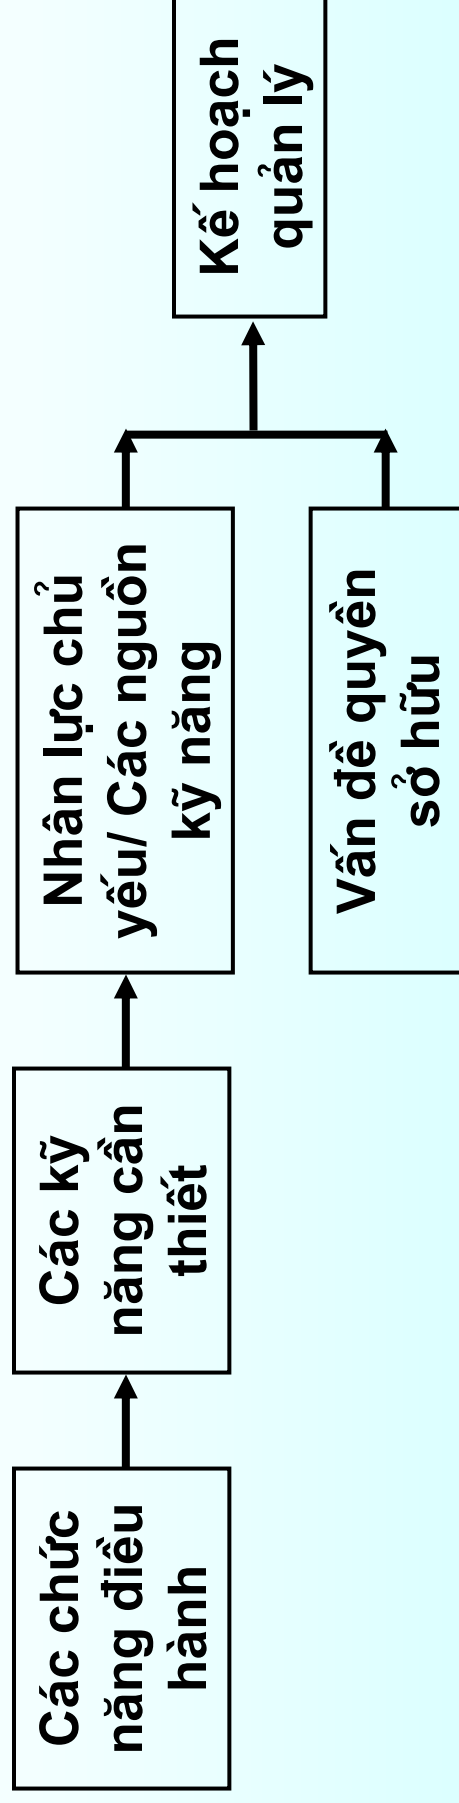 Các chức
năng điều
hành
Các kỹ
năng cần
thiết
Nhân lực chủ
yếu/ Các nguồn
kỹ năng
Vấn đề quyền
sở hữu
Kế hoạch
quản lý